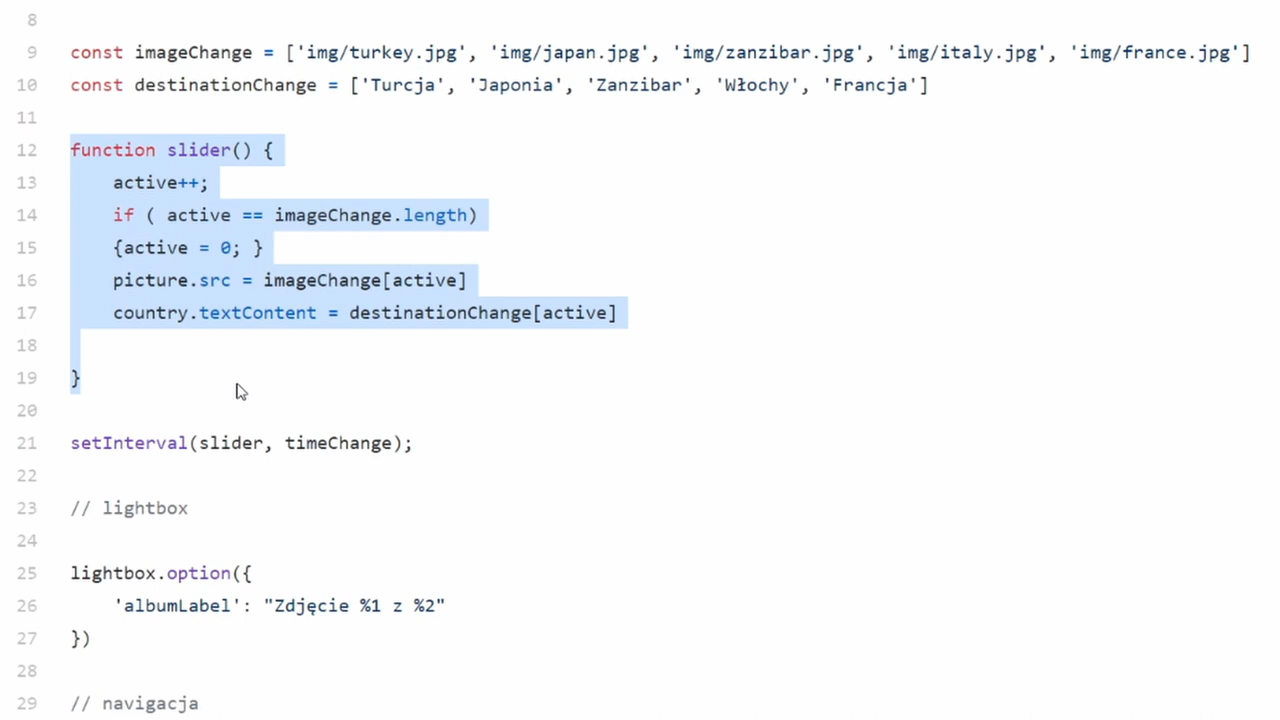 8
9 const imageChange = ['img/turkey.jpg', 'img/japan.jpg', 'img/zanzibar.jpg', 'img/italy.jpg', 'img/france.jpg']
10 const destinationChange = ['Turcja', 'Japonia', 'Zanzibar', 'Włochy', 'Francja']
11
12 function slider() {
13     active++;
14     if ( active == imageChange.length)
15     {active = 0; }
16     picture.src = imageChange[active]
17     country.textContent = destinationChange[active]
18
19 }
20
21 setInterval(slider, timeChange);
22
23 // lightbox
24
25 lightbox.option({
26     'albumLabel': "Zdjęcie %1 z %2"
27 })
28
29 // navigacja